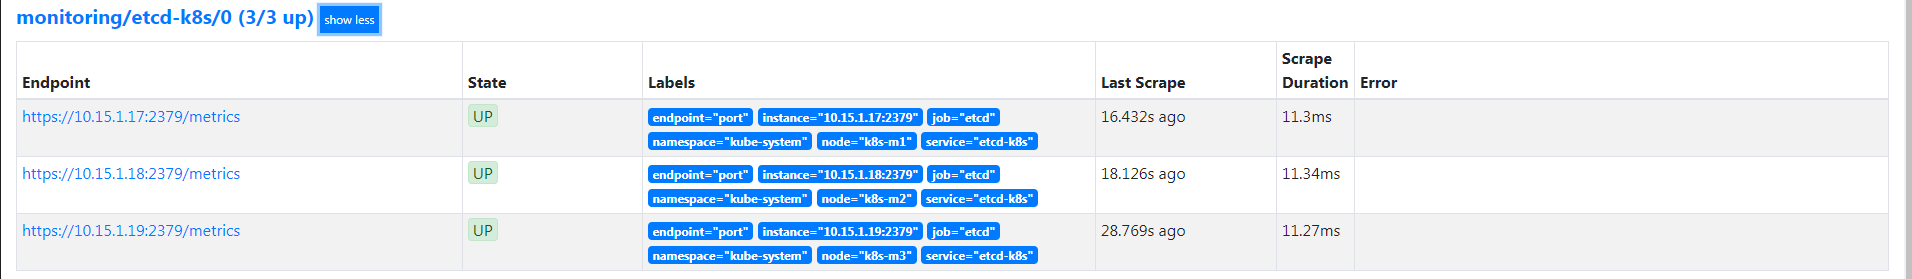 monitoring/etcd-k8s/0 (3/3 up) show less
Endpoint State Labels Last Scrape Scrape Duration Error
https://10.15.1.17:2379/metrics UP endpoint="port" instance="10.15.1.17:2379" job="etcd" 16.432s ago 11.3ms
namespace="kube-system" node="k8s-m1" service="etcd-k8s"
https://10.15.1.18:2379/metrics UP endpoint="port" instance="10.15.1.18:2379" job="etcd" 18.126s ago 11.34ms
namespace="kube-system" node="k8s-m2" service="etcd-k8s"
https://10.15.1.19:2379/metrics UP endpoint="port" instance="10.15.1.19:2379" job="etcd" 28.769s ago 11.27ms
namespace="kube-system" node="k8s-m3" service="etcd-k8s"